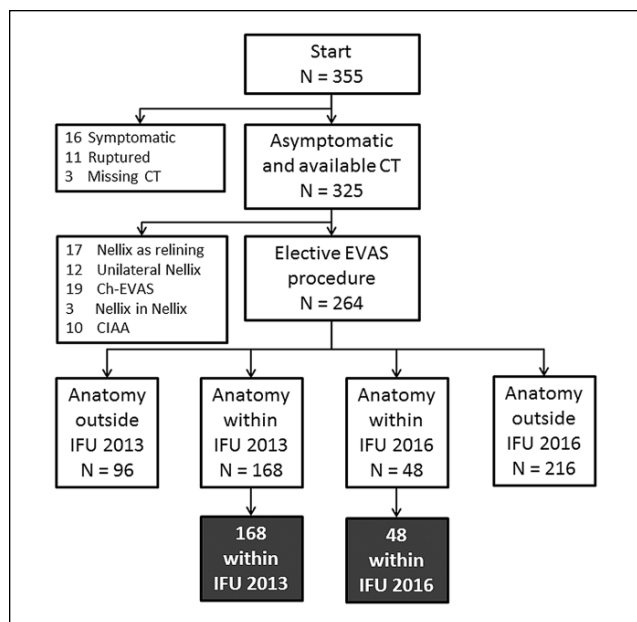 Start
N = 355
16 Symptomatic
11 Ruptured
3 Missing CT
Asymptomatic
and available CT
N = 325
17 Nellix as relining
12 Unilateral Nellix
19 Ch-EVAS
3 Nellix in Nellix
10 CIAA
Elective EVAS
procedure
N = 264
Anatomy
outside
IFU 2013
N = 96
Anatomy
within
IFU 2013
N = 168
Anatomy
within
IFU 2016
N = 48
Anatomy
outside
IFU 2016
N = 216
168
within
IFU 2013
48
within
IFU 2016